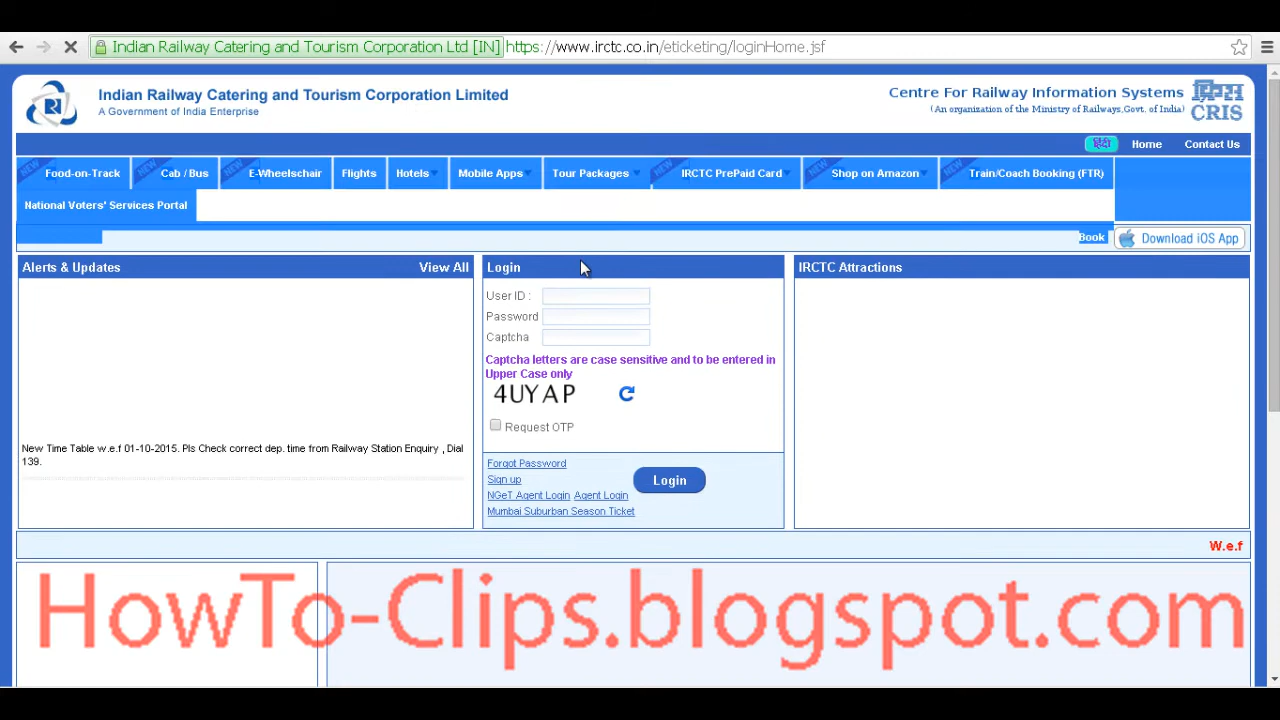 Indian Railway Catering and Tourism Corporation Ltd [IN] https://www.irctc.co.in/eticketing/loginHome.jsf
Indian Railway Catering and Tourism Corporation Limited
A Government of India Enterprise
Centre For Railway Information Systems
(An organization of the Ministry of Railways,Govt. of India)
CRIS
हिंदी Home Contact Us
NEW Food-on-Track NEW Cab / Bus NEW E-Wheelschair Flights Hotels Mobile Apps Tour Packages NEW IRCTC PrePaid Card NEW Shop on Amazon NEW Train/Coach Booking (FTR)
National Voters' Services Portal
Book Download iOS App
Alerts & Updates View All
New Time Table w.e.f 01-10-2015. Pls Check correct dep. time from Railway Station Enquiry , Dial
139.
Login
User ID :
Password
Captcha
Captcha letters are case sensitive and to be entered in
Upper Case only
4UYAP
Request OTP
Forgot Password
Sign up
Login
NGeT Agent Login Agent Login
Mumbai Suburban Season Ticket
IRCTC Attractions
W.e.f
HowTo-Clips.blogspot.com